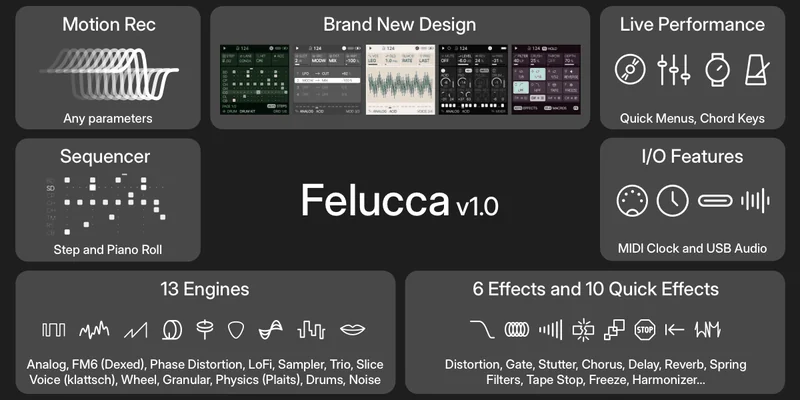 Motion Rec
Any parameters
Brand New Design
Live Performance
Quick Menus, Chord Keys
Sequencer
SD
Step and Piano Roll
Felucca v1.0
I/O Features
MIDI Clock and USB Audio
13 Engines
Analog, FM6 (Dexed), Phase Distortion, LoFi, Sampler, Trio, Slice
Voice (klattsch), Wheel, Granular, Physics (Plaits), Drums, Noise
6 Effects and 10 Quick Effects
STOP
Distortion, Gate, Stutter, Chorus, Delay, Reverb, Spring
Filters, Tape Stop, Freeze, Harmonizer...